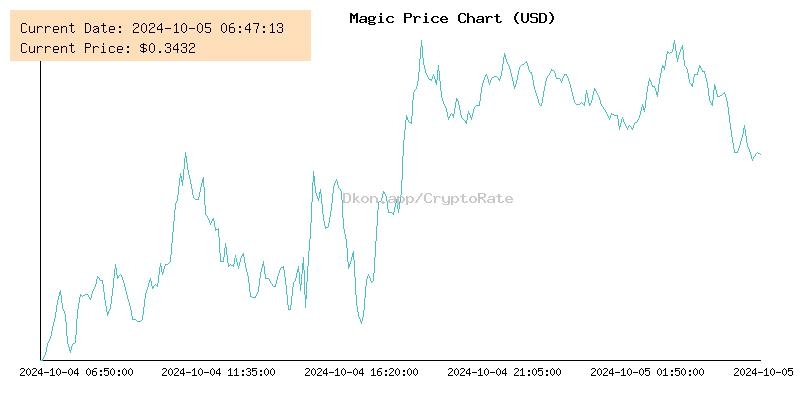 Magic Price Chart (USD)
Current Date: 2024-10-05 06:47:13
Current Price: $0.3432
Dkon.app/CryptoRate
2024-10-04 06:50:00 2024-10-04 11:35:00 2024-10-04 16:20:00 2024-10-04 21:05:00 2024-10-05 01:50:00 2024-10-05